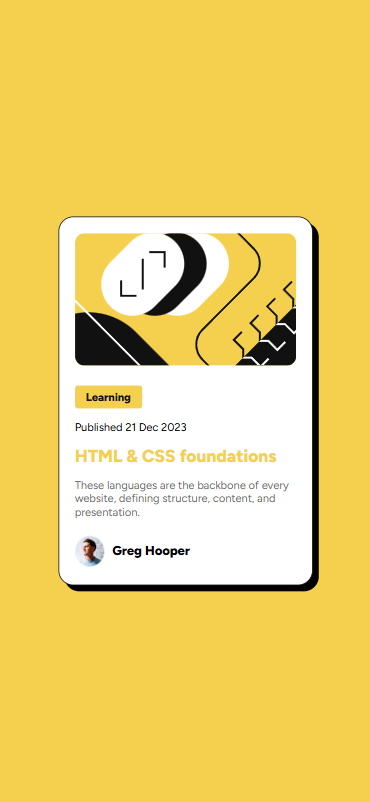 Learning
Published 21 Dec 2023
HTML & CSS foundations
These languages are the backbone of every
website, defining structure, content, and
presentation.
Greg Hooper